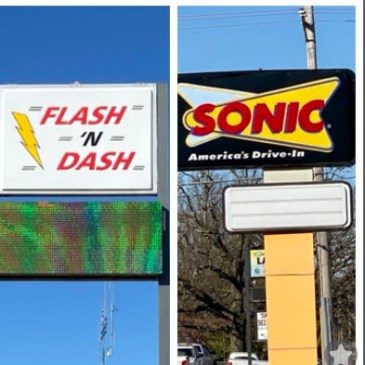 FLASH
'N
DASH
SONIC
America's Drive-In